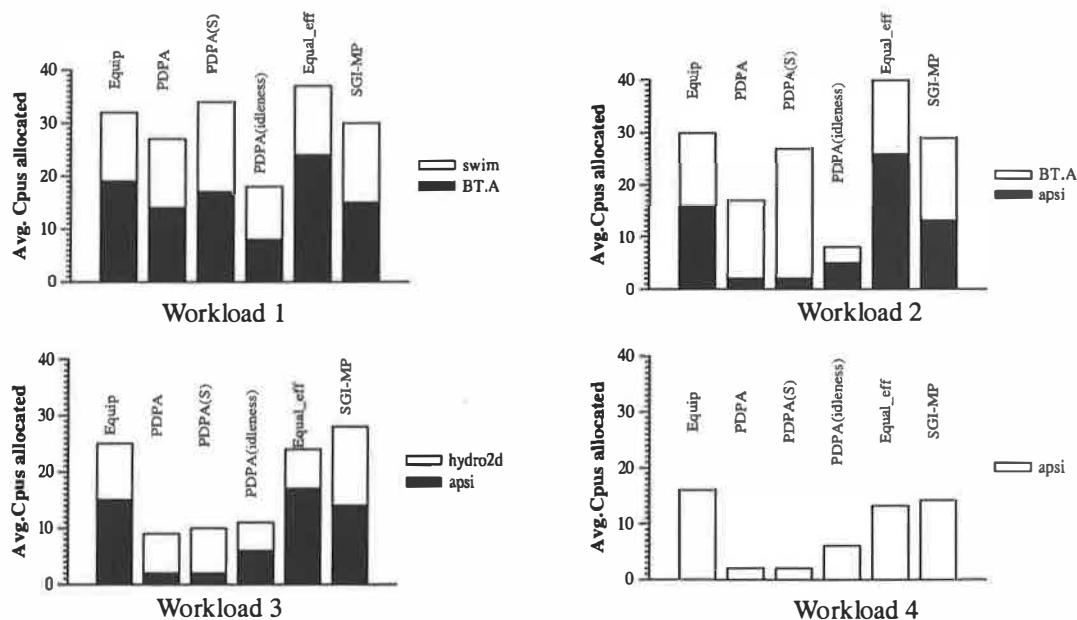 Avg. Cpus allocated
40
30
20
10
0
Equip
PDPA
PDPA(S)
PDPA(idleness)
Equal_eff
SGI-MP
swim
BT.A
Workload 1
Avg.Cpus allocated
40
30
20
10
0
Equip
PDPA
PDPA(S)
PDPA(idleness)
Equal_eff
SGI-MP
BT.A
apsi
Workload 2
Avg.Cpus allocated
40
30
20
10
0
Equip
PDPA
PDPA(S)
PDPA(idleness)
Equal_eff
SGI-MP
hydro2d
apsi
Workload 3
Avg.Cpus allocated
40
30
20
10
0
Equip
PDPA
PDPA(S)
PDPA(idleness)
Equal_eff
SGI-MP
apsi
Workload 4